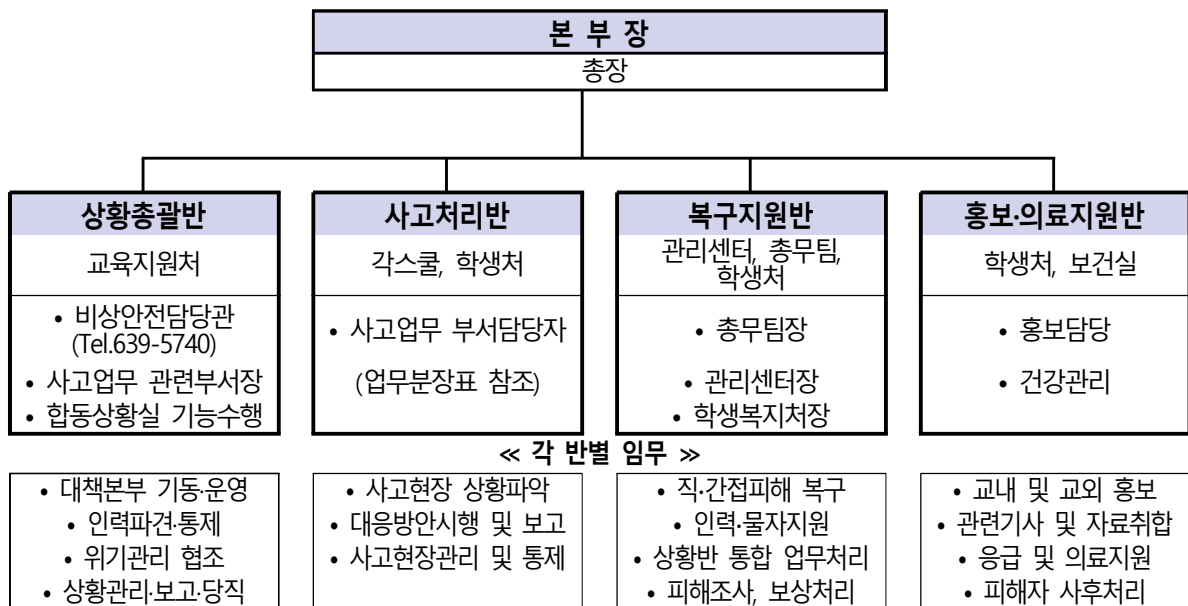 본 부 장
총장
상황총괄반
교육지원처
• 비상안전담당관
(Tel.639-5740)
• 사고업무 관련부서장
• 합동상황실 기능수행
사고처리반
각스쿨, 학생처
• 사고업무 부서담당자
(업무분장표 참조)
복구지원반
관리센터, 총무팀,
학생처
• 총무팀장
• 관리센터장
• 학생복지처장
홍보·의료지원반
학생처, 보건실
• 홍보담당
• 건강관리
≪ 각 반별 임무 ≫
• 대책본부 기동·운영
• 인력파견·통제
• 위기관리 협조
• 상황관리·보고·당직
• 사고현장 상황파악
• 대응방안시행 및 보고
• 사고현장관리 및 통제
• 직·간접피해 복구
• 인력·물자지원
• 상황반 통합 업무처리
• 피해조사, 보상처리
• 교내 및 교외 홍보
• 관련기사 및 자료취합
• 응급 및 의료지원
• 피해자 사후처리